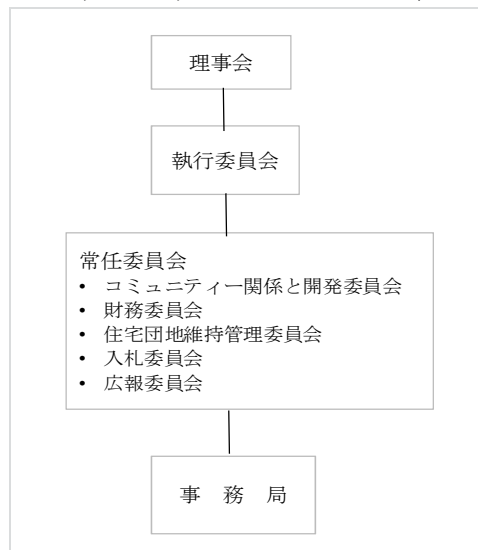 理事会
執行委員会
常任委員会
• コミュニティー関係と開発委員会
• 財務委員会
• 住宅団地維持管理委員会
• 入札委員会
• 広報委員会
事 務 局